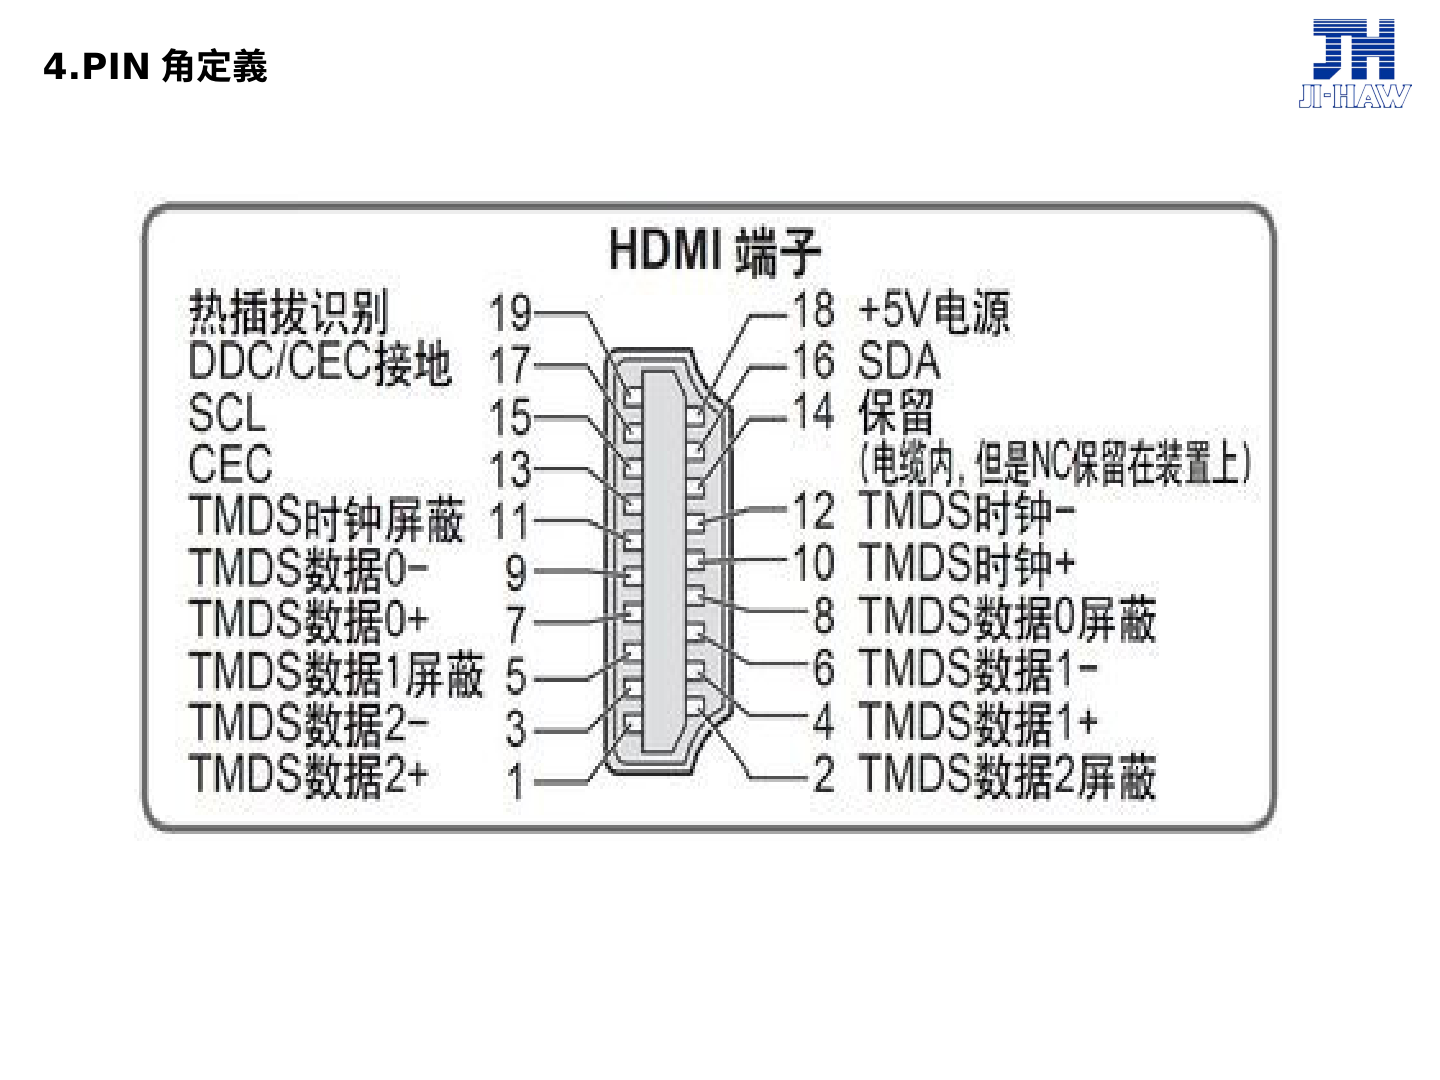 4.PIN 角定義
JH
JI-HAW
HDMI 端子
热插拔识别 19 18 +5V电源
DDC/CEC接地 17 16 SDA
SCL 15 14 保留
(电缆内, 但是NC保留在装置上)
CEC 13
TMDS时钟屏蔽 11 12 TMDS时钟-
TMDS数据0- 9 10 TMDS时钟+
TMDS数据0+ 7 8 TMDS数据0屏蔽
TMDS数据1屏蔽 5 6 TMDS数据1-
TMDS数据2- 3 4 TMDS数据1+
TMDS数据2+ 1 2 TMDS数据2屏蔽